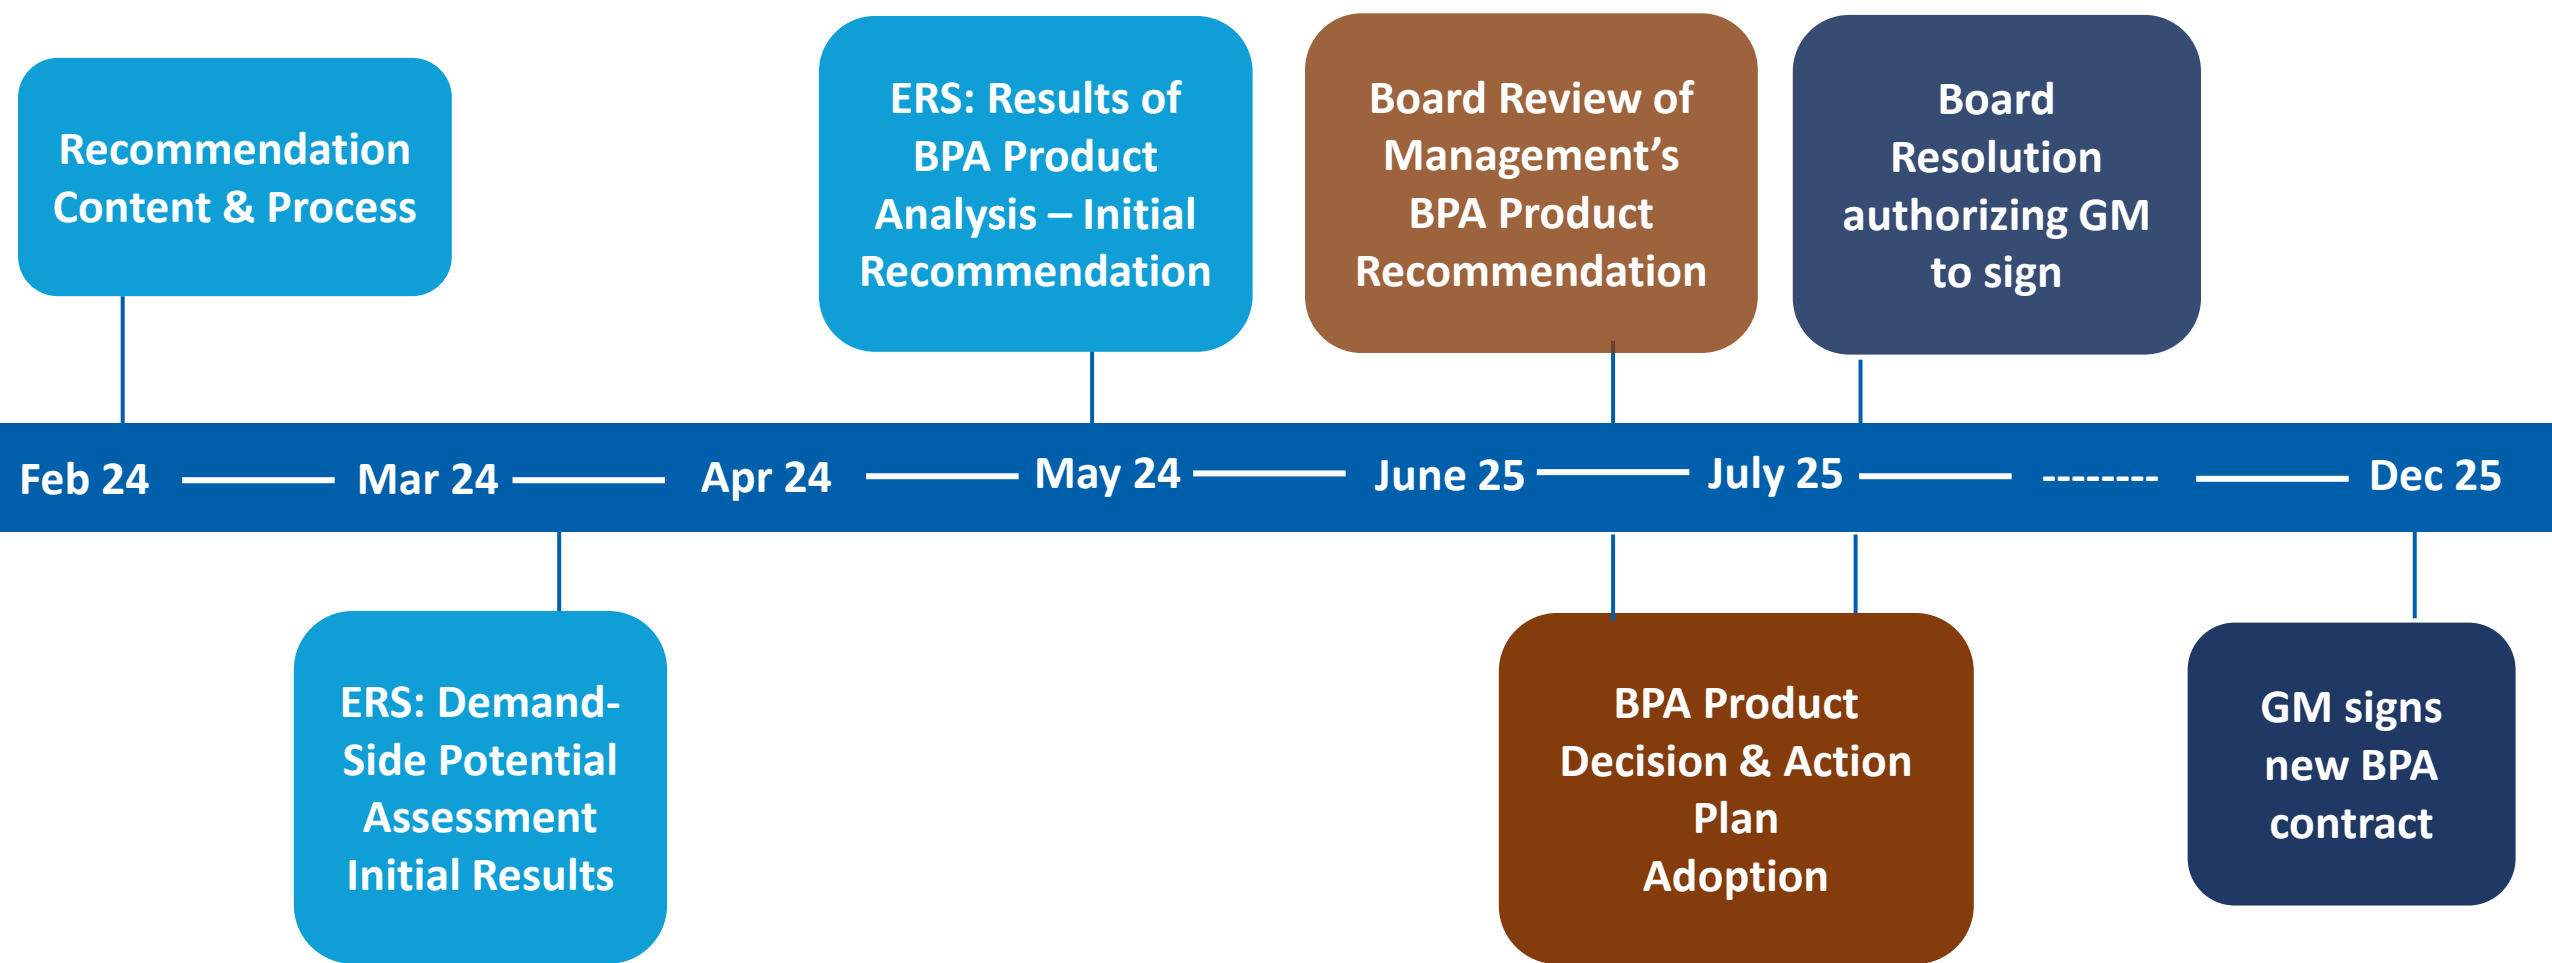 Recommendation
Content & Process
ERS: Results of
BPA Product
Analysis – Initial
Recommendation
Board Review of
Management’s
BPA Product
Recommendation
Board
Resolution
authorizing GM
to sign
Feb 24
Mar 24
Apr 24
May 24
June 25
July 25
--------
Dec 25
ERS: Demand-
Side Potential
Assessment
Initial Results
BPA Product
Decision & Action
Plan
Adoption
GM signs
new BPA
contract